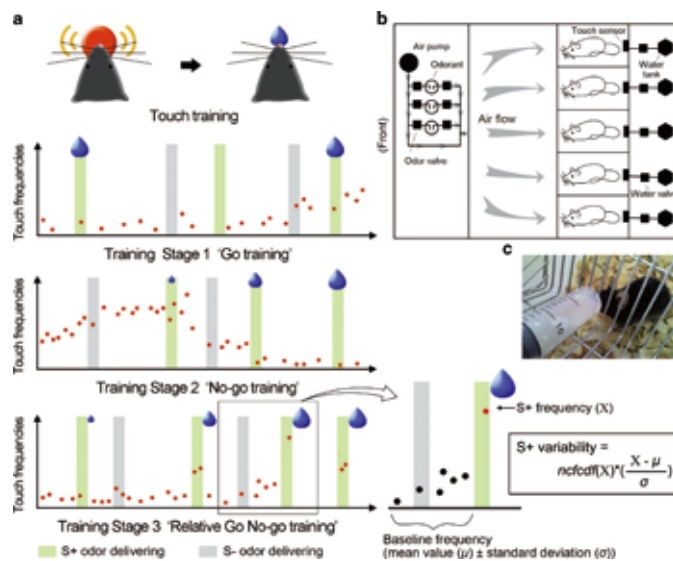 a
Touch training
Touch frequencies
Training Stage 1 'Go training'
Touch frequencies
Training Stage 2 'No-go training'
Touch frequencies
Training Stage 3 'Relative Go No-go training'
S+ odor delivering
S- odor delivering
b
(Front)
Air pump
Odorant
Odor valve
Air flow
Touch sensor
Water tank
Water valve
c
10
S+ frequency (X)
S+ variability =
ncfcdf(X)*(X - μ
σ)
Baseline frequency
(mean value (μ) ± standard deviation (σ))